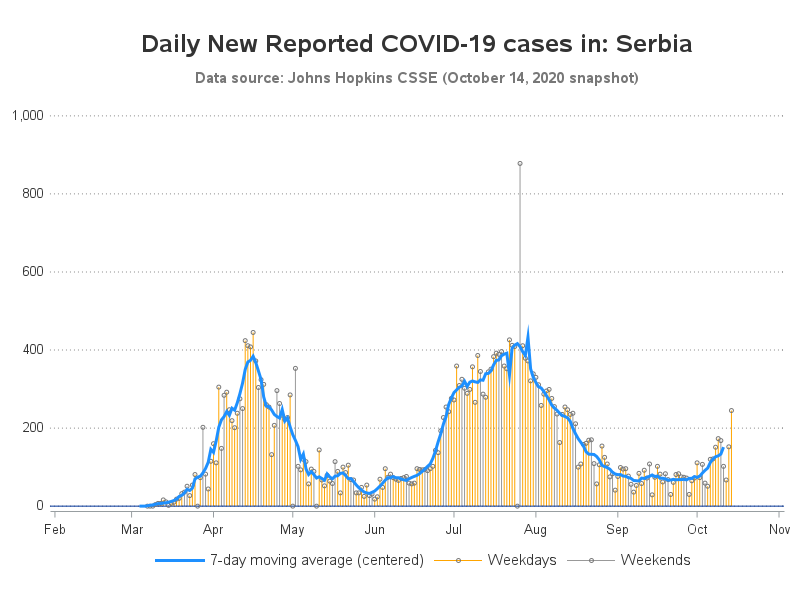 Daily New Reported COVID-19 cases in: Serbia
Data source: Johns Hopkins CSSE (October 14, 2020 snapshot)
1,000
800
600
400
200
0
Feb Mar Apr May Jun Jul Aug Sep Oct Nov
7-day moving average (centered) Weekdays Weekends